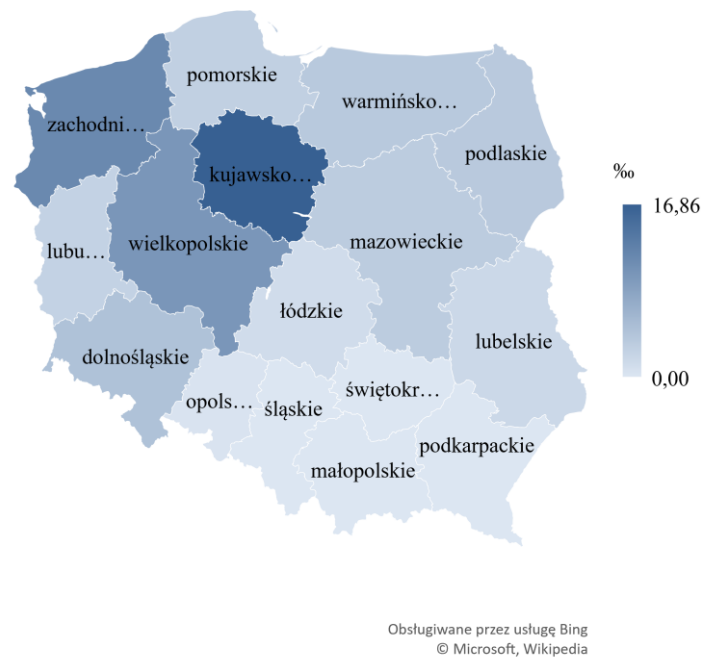 pomorskie
warmińsko…
zachodni…
podlaskie
kujawsko…
‰
16,86
lubu…
wielkopolskie
mazowieckie
łódzkie
lubelskie
dolnośląskie
0,00
opols…
śląskie
świętokr…
podkarpackie
małopolskie
Obsługiwane przez usługę Bing
© Microsoft, Wikipedia